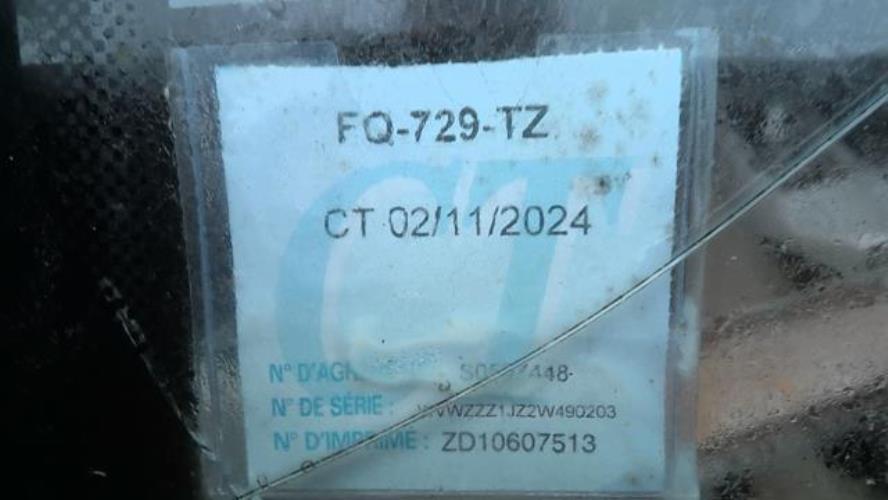 FQ-729-TZ
CT 02/11/2024
N° DE SÉRIE : WVWZZZ1JZ2W490203
N° D'IMPRIMÉ : ZD10607513